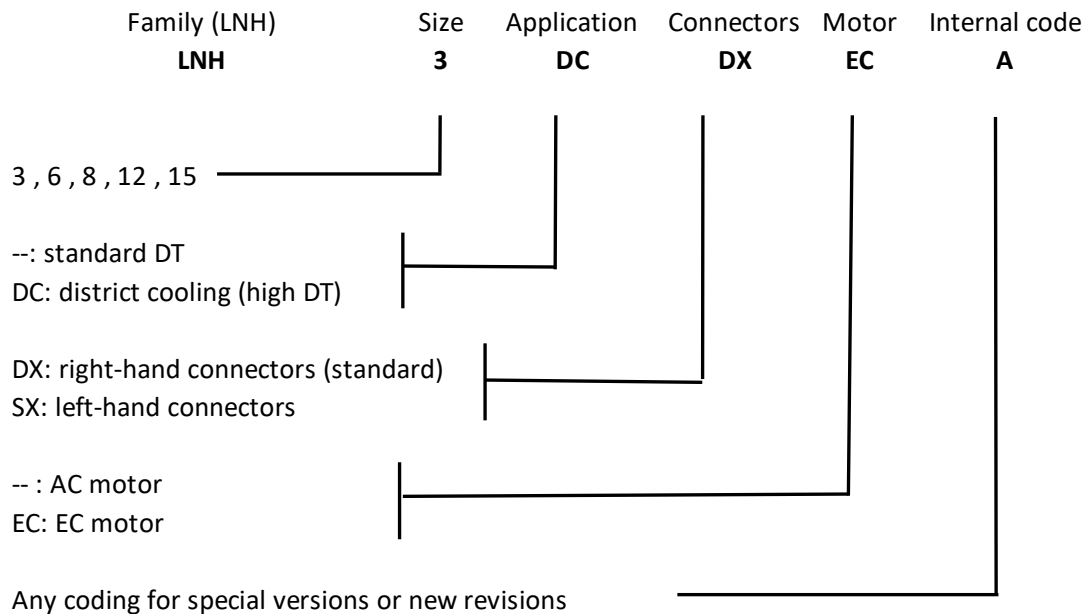 Family (LNH) Size Application Connectors Motor Internal code
LNH 3 DC DX EC A
3 , 6 , 8 , 12 , 15
--: standard DT
DC: district cooling (high DT)
DX: right-hand connectors (standard)
SX: left-hand connectors
-- : AC motor
EC: EC motor
Any coding for special versions or new revisions